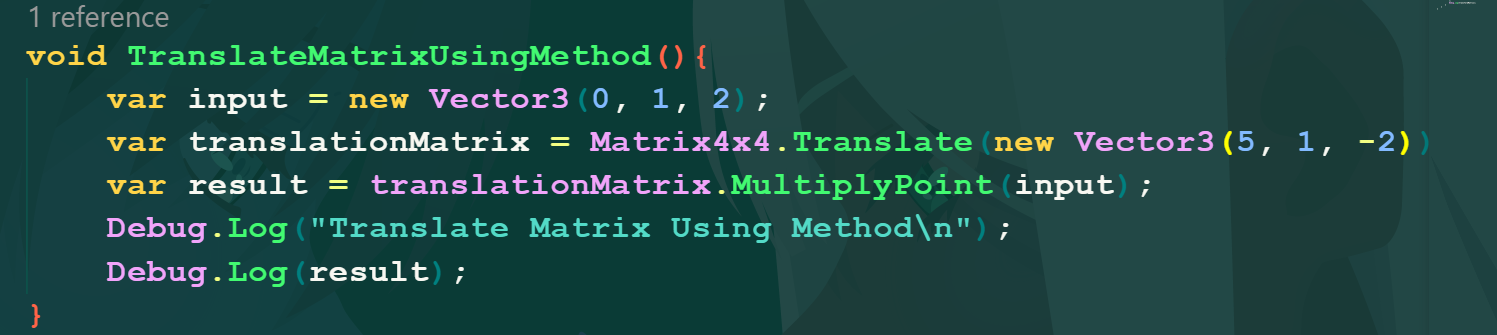 1 reference
void TranslateMatrixUsingMethod(){
var input = new Vector3(0, 1, 2);
var translationMatrix = Matrix4x4.Translate(new Vector3(5, 1, -2))
var result = translationMatrix.MultiplyPoint(input);
Debug.Log("Translate Matrix Using Method\n");
Debug.Log(result);
}